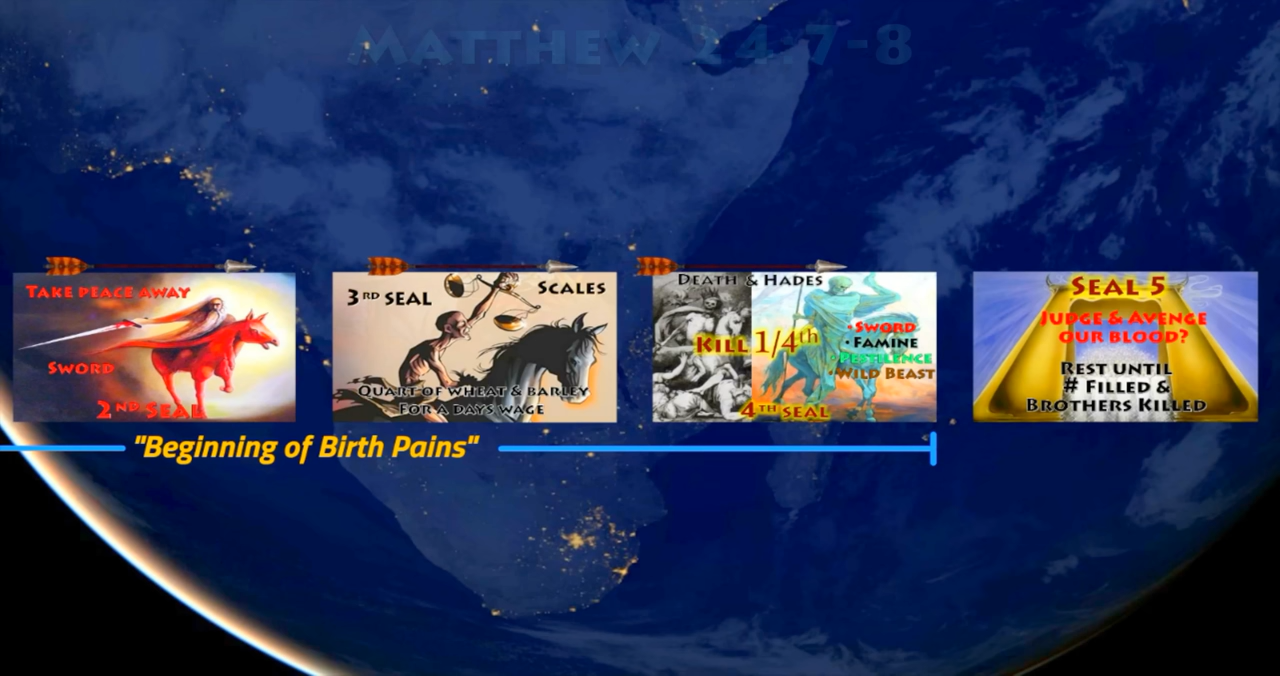 MATTHEW 24:7-8
TAKE PEACE AWAY
SWORD
2ND SEAL
3RD SEAL
SCALES
QUART OF WHEAT & BARLEY
FOR A DAYS WAGE
DEATH & HADES
KILL 1/4th
• SWORD
• FAMINE
• PESTILENCE
• WILD BEAST
4TH SEAL
SEAL 5
JUDGE & AVENGE
OUR BLOOD?
REST UNTIL
# FILLED &
BROTHERS KILLED
"Beginning of Birth Pains"